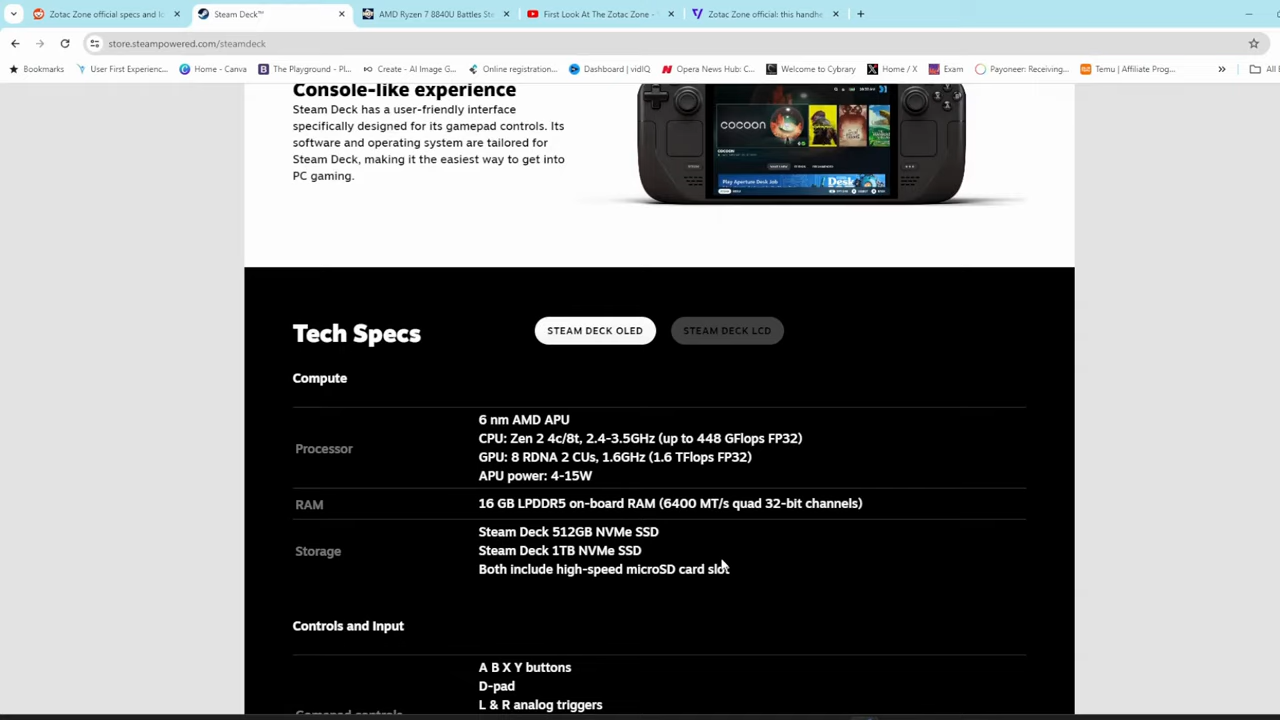 Zotac Zone official specs and lo
Steam Deck™
AMD Ryzen 7 8840U Battles Ste
First Look At The Zotac Zone -
Zotac Zone official: this handhe
store.steampowered.com/steamdeck
Bookmarks
User First Experienc...
Home - Canva
The Playground - Pl...
Create - AI Image G...
Online registration...
Dashboard | vidIQ
Opera News Hub: C...
Welcome to Cybrary
Home / X
Exam
Payoneer: Receiving...
Temu | Affiliate Prog...
»
All
Console-like experience
Steam Deck has a user-friendly interface
specifically designed for its gamepad controls. Its
software and operating system are tailored for
Steam Deck, making it the easiest way to get into
PC gaming.
COCOON
Play Aperture Desk Job
Desk
Tech Specs
STEAM DECK OLED
STEAM DECK LCD
Compute
Processor
6 nm AMD APU
CPU: Zen 2 4c/8t, 2.4-3.5GHz (up to 448 GFlops FP32)
GPU: 8 RDNA 2 CUs, 1.6GHz (1.6 TFlops FP32)
APU power: 4-15W
RAM
16 GB LPDDR5 on-board RAM (6400 MT/s quad 32-bit channels)
Storage
Steam Deck 512GB NVMe SSD
Steam Deck 1TB NVMe SSD
Both include high-speed microSD card slot
Controls and Input
A B X Y buttons
D-pad
L & R analog triggers
Gamepad controls